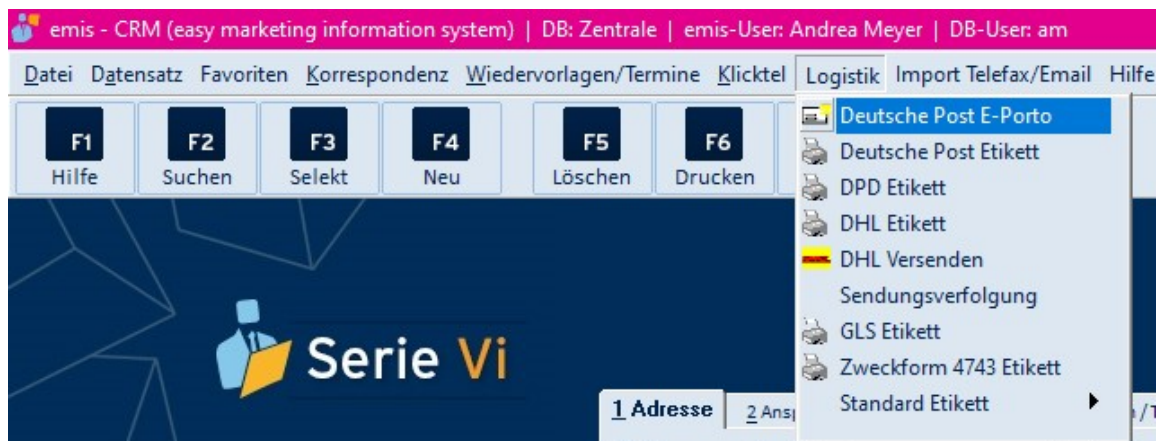 emis - CRM (easy marketing information system) | DB: Zentrale | emis-User: Andrea Meyer | DB-User: am
Datei Datensatz Favoriten Korrespondenz Wiedervorlagen/Termine Klicktel Logistik Import Telefax/Email Hilfe
F1 F2 F3 F4 F5 F6
Hilfe Suchen Selekt Neu Löschen Drucken
Deutsche Post E-Porto
Deutsche Post Etikett
DPD Etikett
DHL Etikett
DHL Versenden
Sendungsverfolgung
GLS Etikett
Zweckform 4743 Etikett
Standard Etikett
Serie Vi
1 Adresse 2